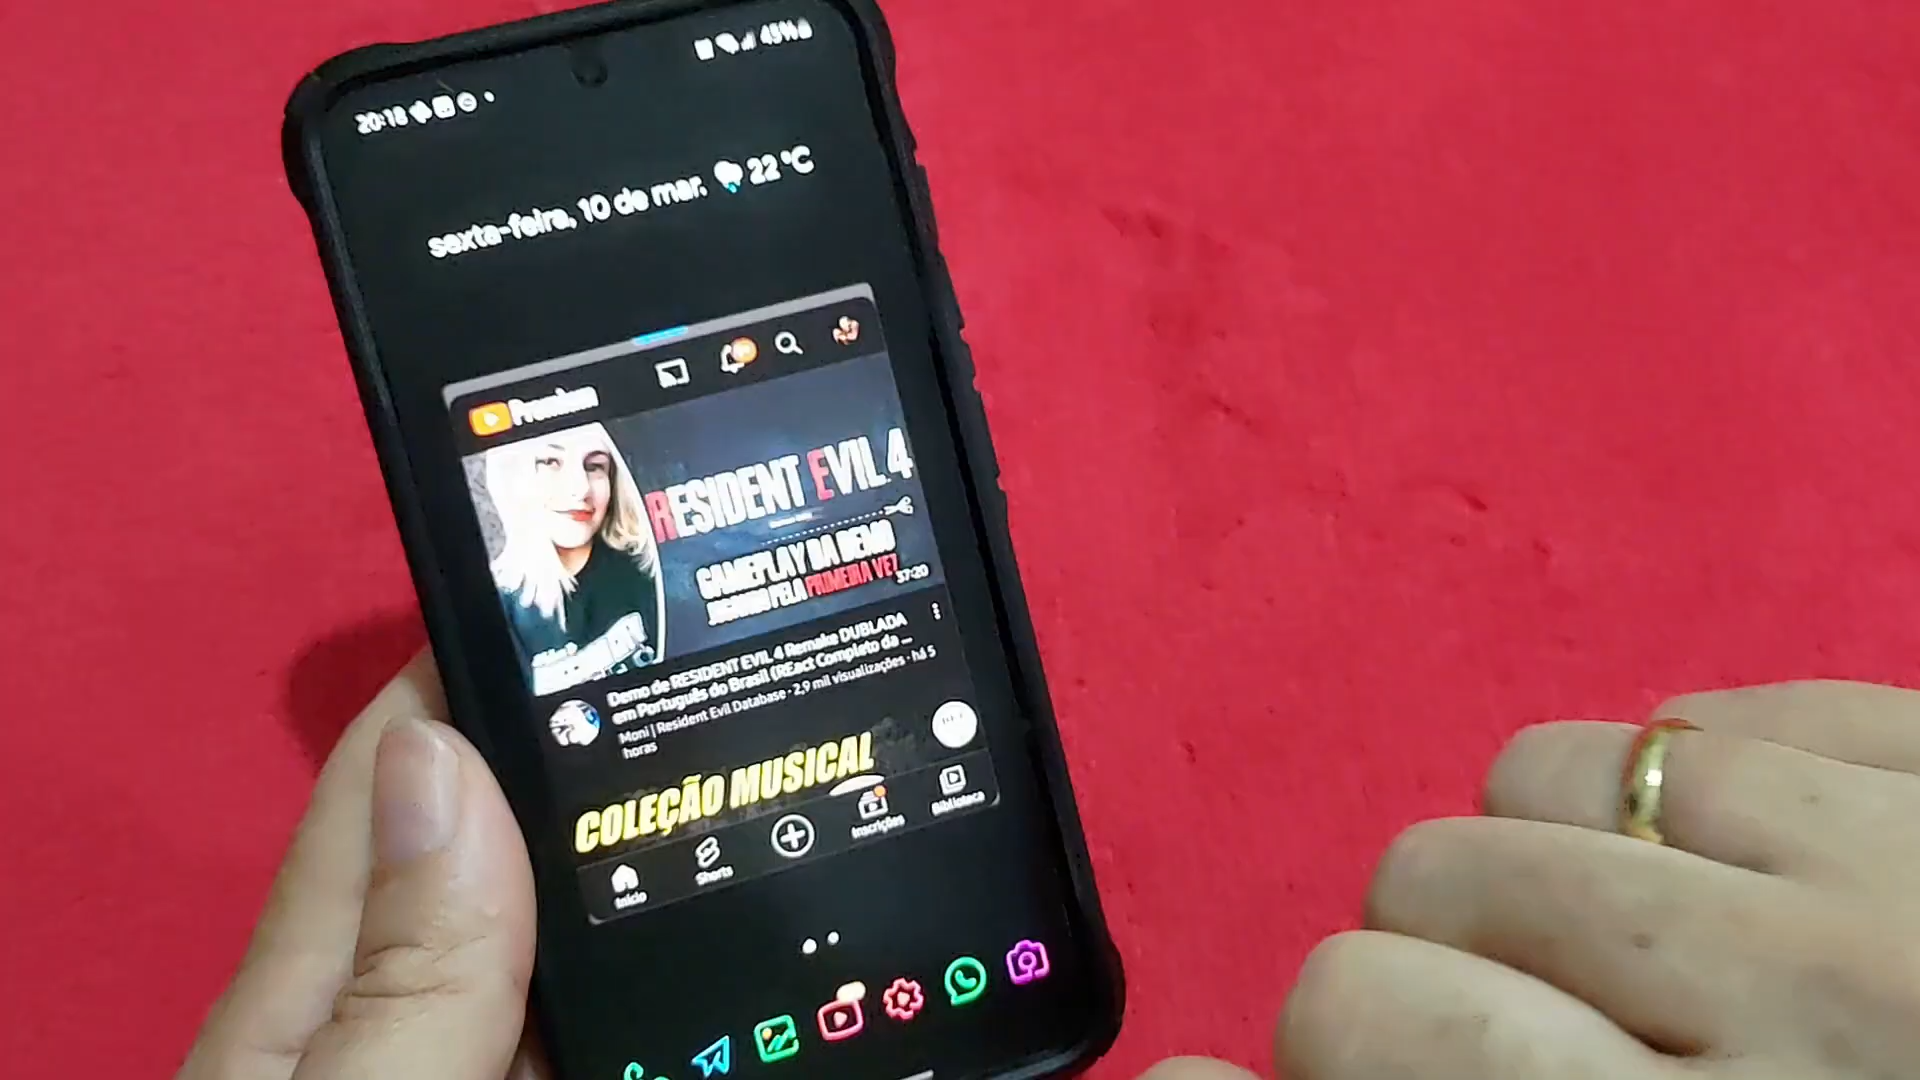 20:18
45%
sexta-feira, 10 de mar. 22 °C
Premium
RESIDENT EVIL 4
GAMEPLAY DA DEMO
JOGANDO PELA PRIMEIRA VEZ
37:20
Demo de RESIDENT EVIL 4 Remake DUBLADA
em Português do Brasil (REact Completo da ...
Moni | Resident Evil Database · 2,9 mil visualizações · há 5
horas
COLEÇÃO MUSICAL
Início
Shorts
Inscrições
Biblioteca